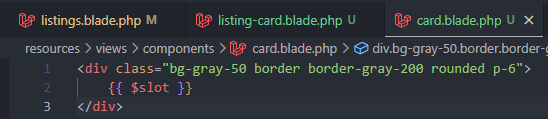 listings.blade.php M
listing-card.blade.php U
card.blade.php U
resources > views > components > card.blade.php > div.bg-gray-50.border.border-g
1 <div class="bg-gray-50 border border-gray-200 rounded p-6">
2     {{ $slot }}
3 </div>